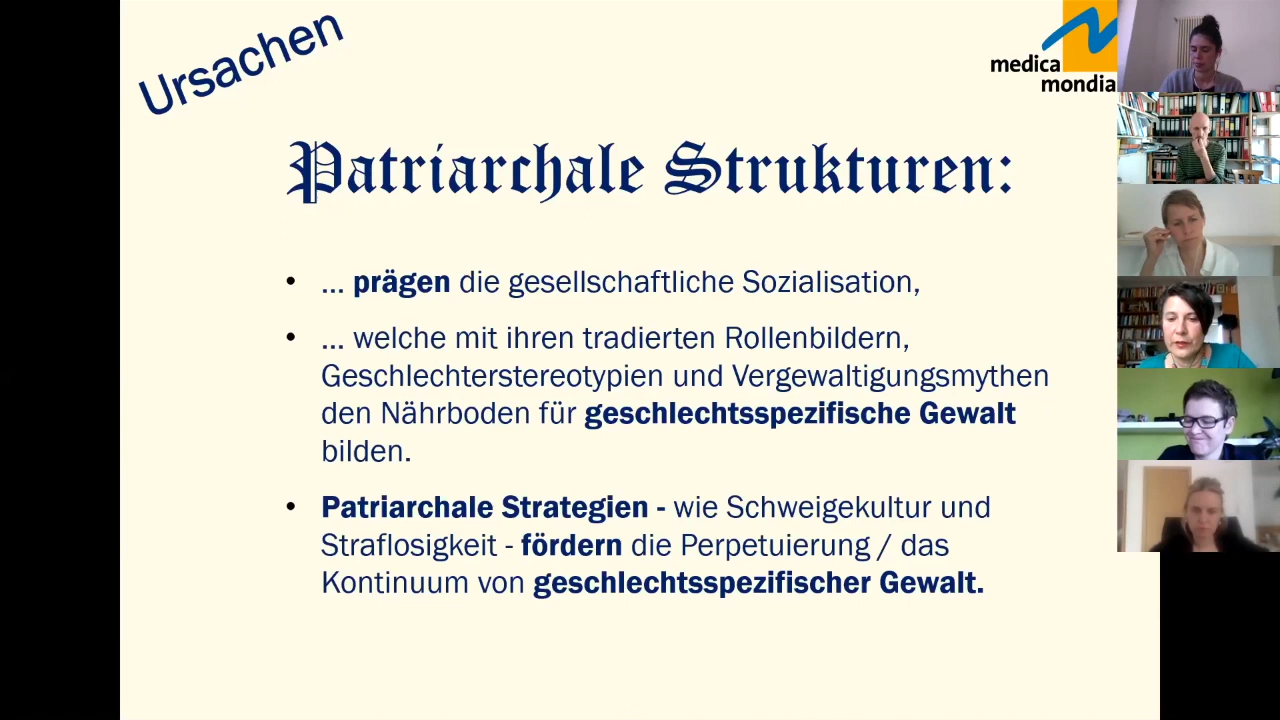 Ursachen
medica
mondia
Patriarchale Strukturen:
• ... prägen die gesellschaftliche Sozialisation,
• ... welche mit ihren tradierten Rollenbildern,
Geschlechterstereotypien und Vergewaltigungsmythen
den Nährboden für geschlechtsspezifische Gewalt
bilden.
• Patriarchale Strategien - wie Schweigekultur und
Straflosigkeit - fördern die Perpetuierung / das
Kontinuum von geschlechtsspezifischer Gewalt.